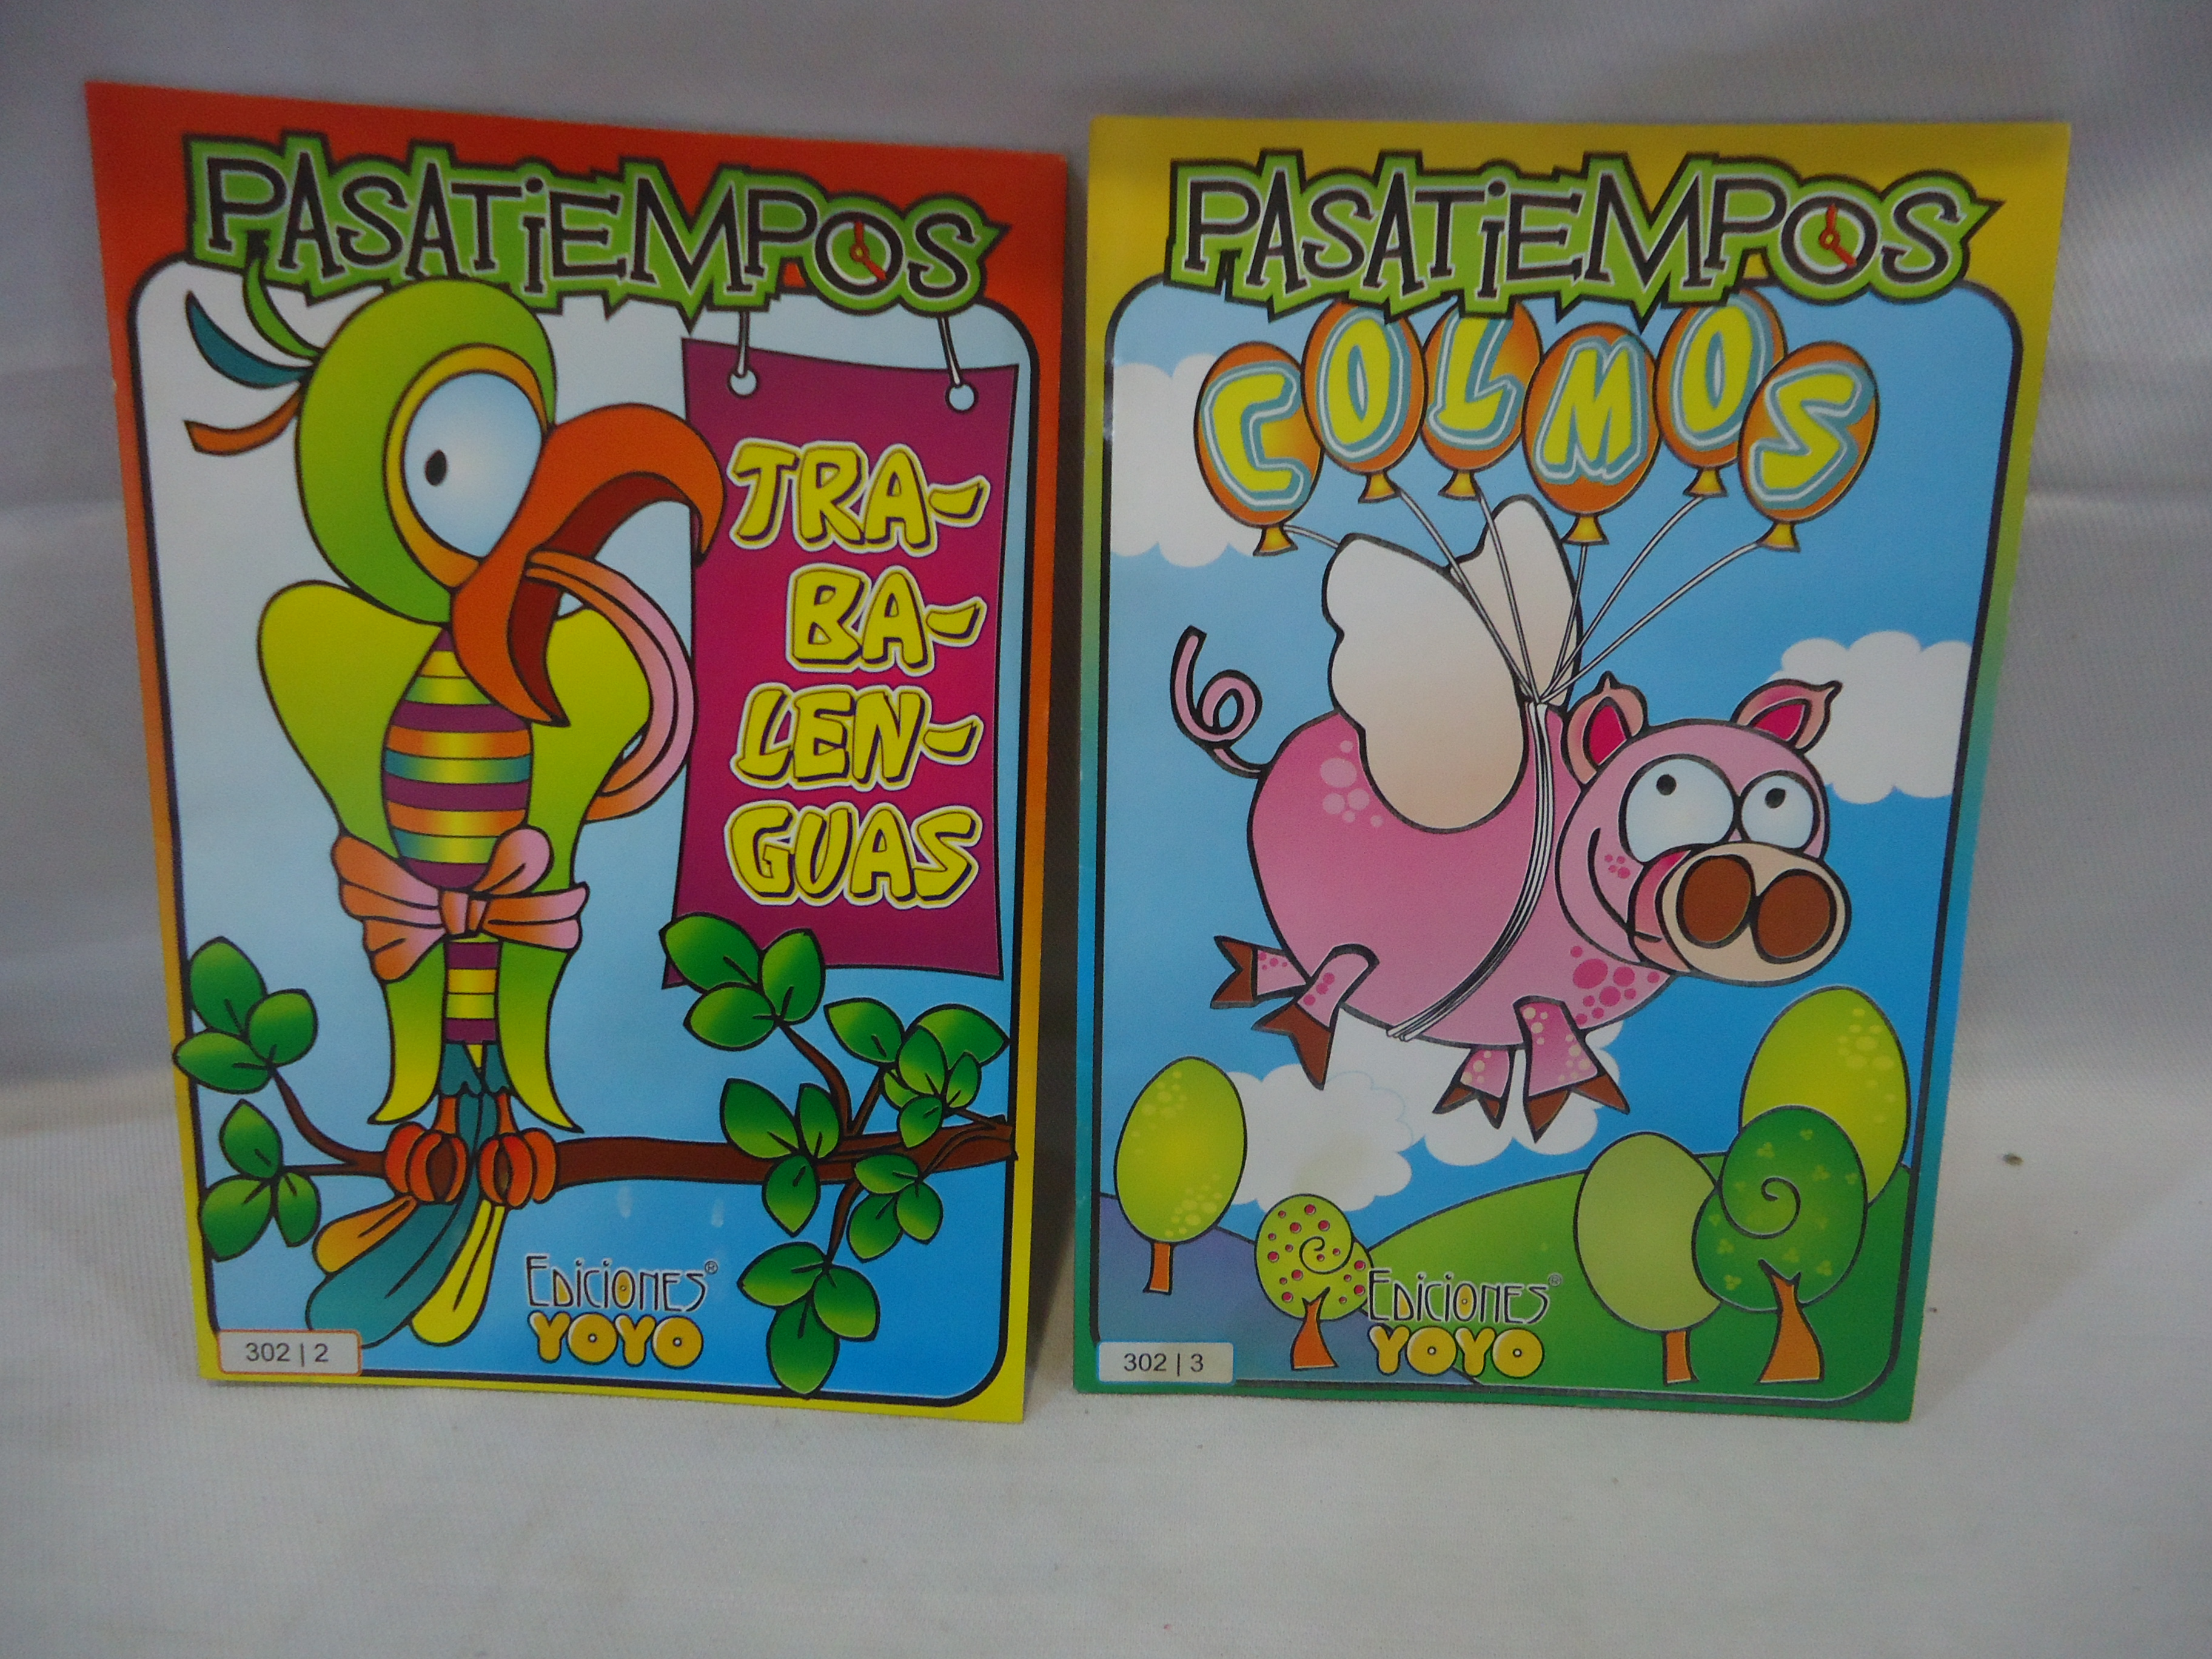 PASATiEMPOS
TRA-
BA-
LEN-
GUAS
EDiCiONES®
YOYO
302 | 2
PASATiEMPOS
COLMOS
EDiCiONES®
YOYO
302 | 3